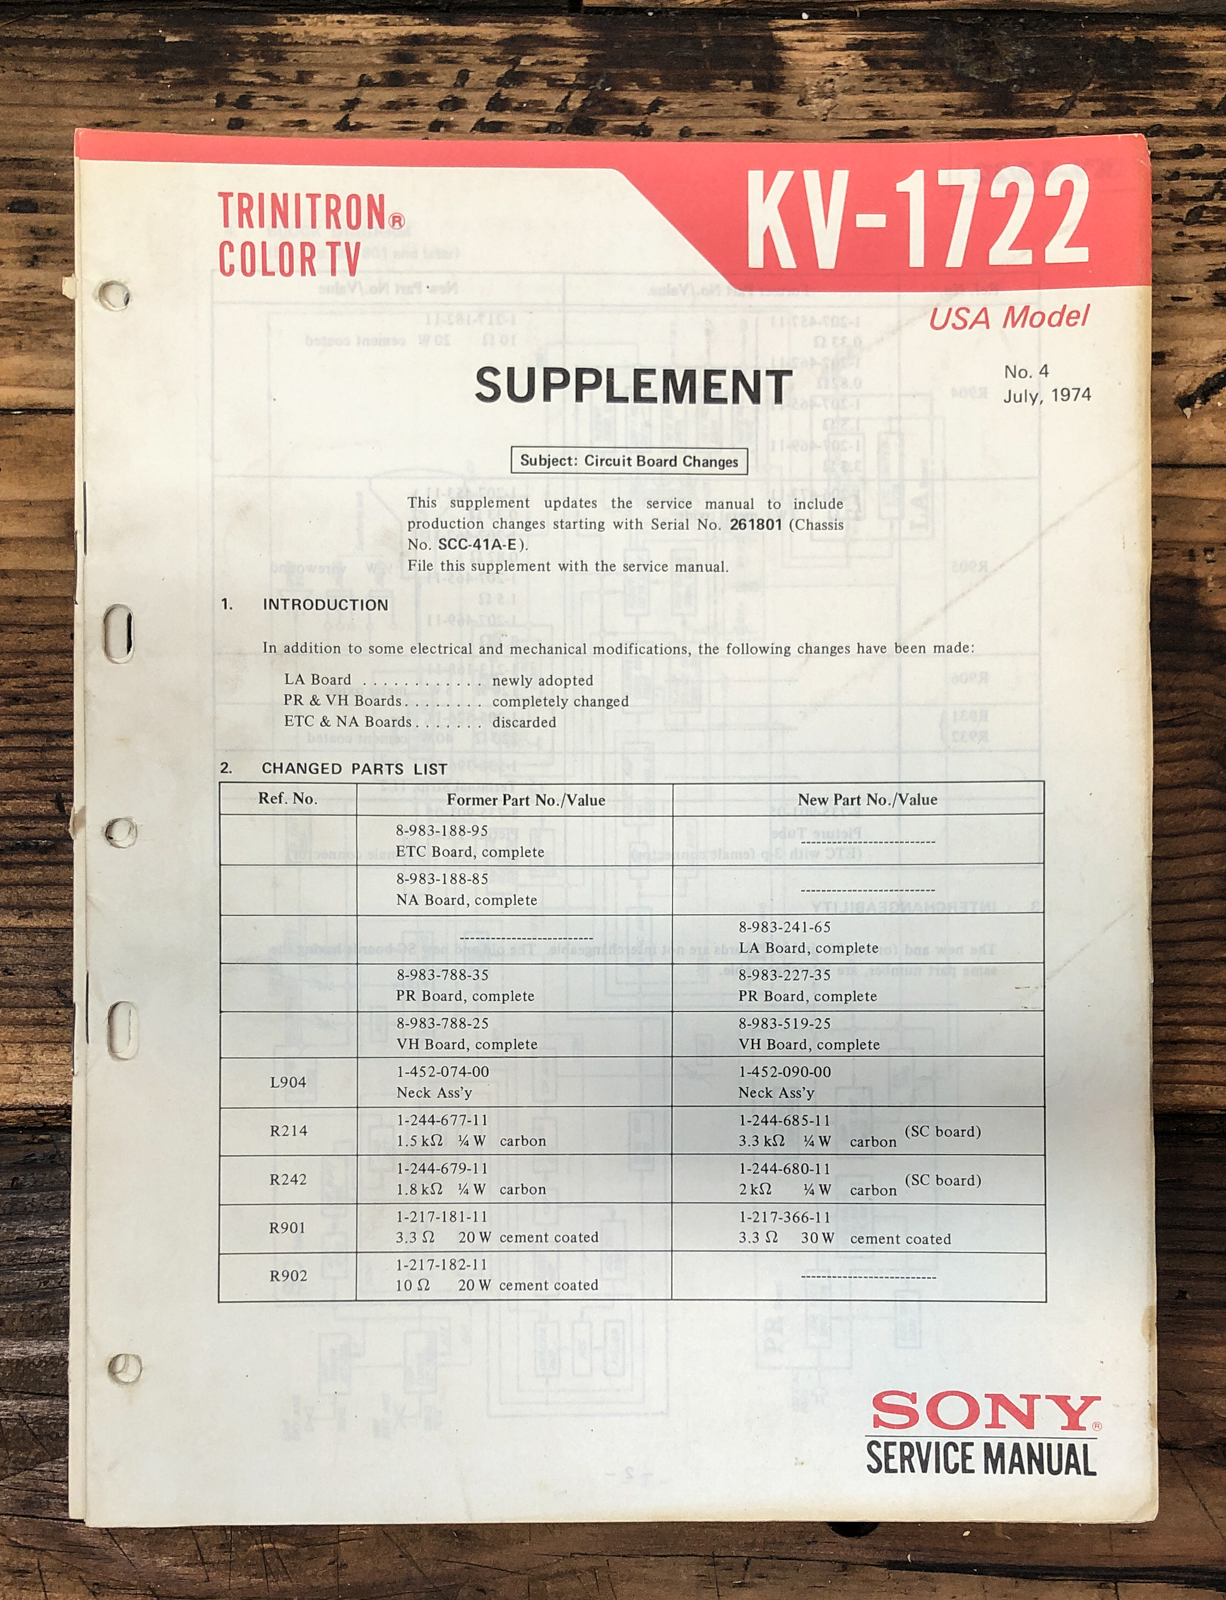 TRINITRON®
COLOR TV
KV-1722
USA Model
SUPPLEMENT
No. 4
July, 1974
Subject: Circuit Board Changes
This supplement updates the service manual to include
production changes starting with Serial No. 261801 (Chassis
No. SCC-41A-E).
File this supplement with the service manual.
1. INTRODUCTION
In addition to some electrical and mechanical modifications, the following changes have been made:
LA Board . . . . . . . . . . . . newly adopted
PR & VH Boards. . . . . . . . completely changed
ETC & NA Boards. . . . . . . discarded
2. CHANGED PARTS LIST
Ref. No. Former Part No./Value New Part No./Value
8-983-188-95
ETC Board, complete --------------------------
8-983-188-85
NA Board, complete --------------------------
-------------------------- 8-983-241-65
LA Board, complete
8-983-788-35 8-983-227-35
PR Board, complete PR Board, complete
8-983-788-25 8-983-519-25
VH Board, complete VH Board, complete
L904 1-452-074-00 1-452-090-00
Neck Ass'y Neck Ass'y
R214 1-244-677-11 1-244-685-11
1.5 kΩ ¼ W carbon 3.3 kΩ ¼ W carbon (SC board)
R242 1-244-679-11 1-244-680-11
1.8 kΩ ¼ W carbon 2 kΩ ¼ W carbon (SC board)
R901 1-217-181-11 1-217-366-11
3.3 Ω 20 W cement coated 3.3 Ω 30 W cement coated
R902 1-217-182-11
10 Ω 20 W cement coated --------------------------
SONY®
SERVICE MANUAL